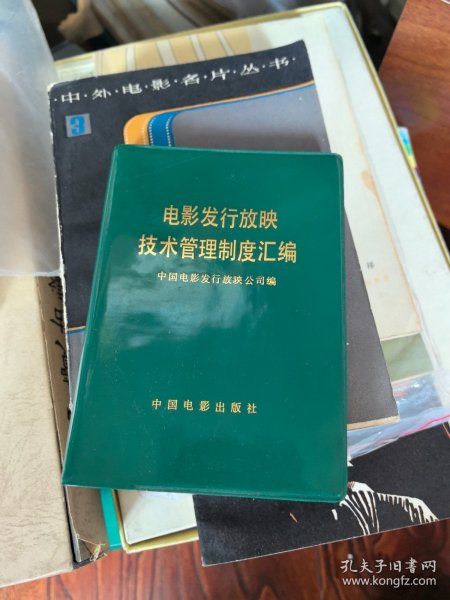 ·中·外·电·影·名·片·丛·书·
3
电影发行放映
技术管理制度汇编
中国电影发行放映公司编
中国电影出版社
孔夫子旧书网
www.kongfz.com